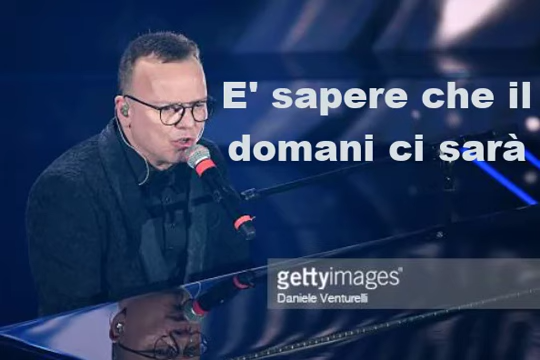 E' sapere che il
domani ci sarà
gettyimages®
Daniele Venturelli